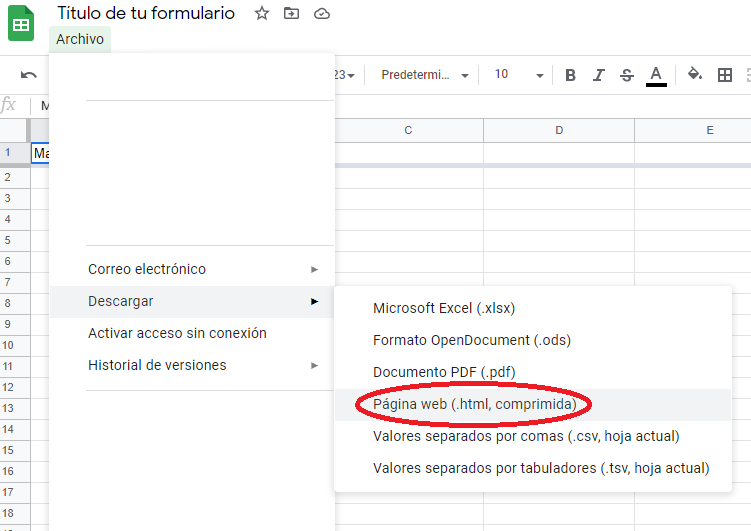 Título de tu formulario
Archivo
23
Predetermi...
10
B
I
S
A
fx
M
C
D
E
1
Ma
2
3
4
5
6
7
8
9
10
11
12
13
14
15
16
17
18
Correo electrónico
Descargar
Activar acceso sin conexión
Historial de versiones
Microsoft Excel (.xlsx)
Formato OpenDocument (.ods)
Documento PDF (.pdf)
Página web (.html, comprimida)
Valores separados por comas (.csv, hoja actual)
Valores separados por tabuladores (.tsv, hoja actual)